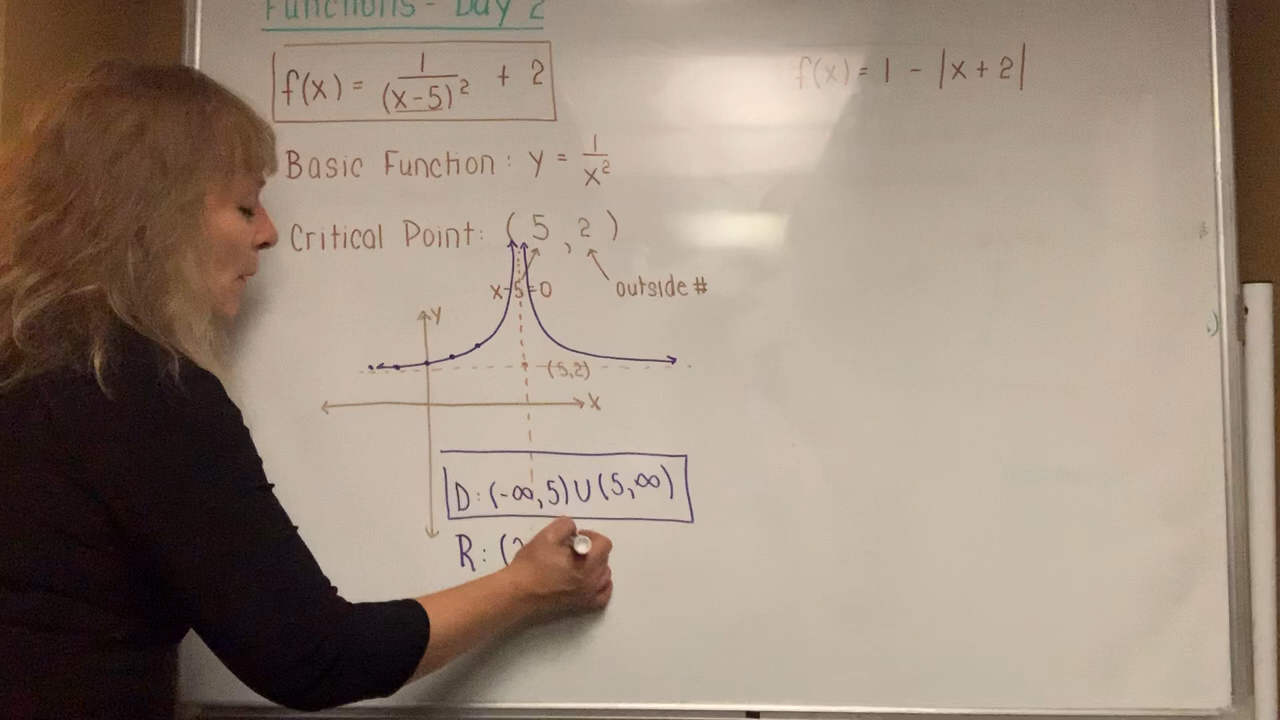 Functions - Day 2
f(x) = 1/(x-5)² + 2
Basic Function: y = 1/x²
Critical Point: (5, 2)
x-5=0
outside #
y
(5,2)
x
D: (-∞,5)∪(5,∞)
R: (2
f(x) = 1 - |x+2|